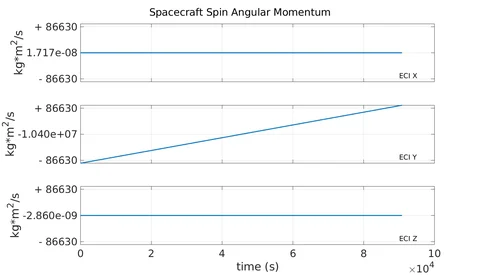 Spacecraft Spin Angular Momentum
+ 86630
1.717e-08
- 86630
kg*m²/s
ECI X
+ 86630
-1.040e+07
- 86630
kg*m²/s
ECI Y
+ 86630
-2.860e-09
- 86630
kg*m²/s
ECI Z
0 2 4 6 8 10
time (s)
×10⁴